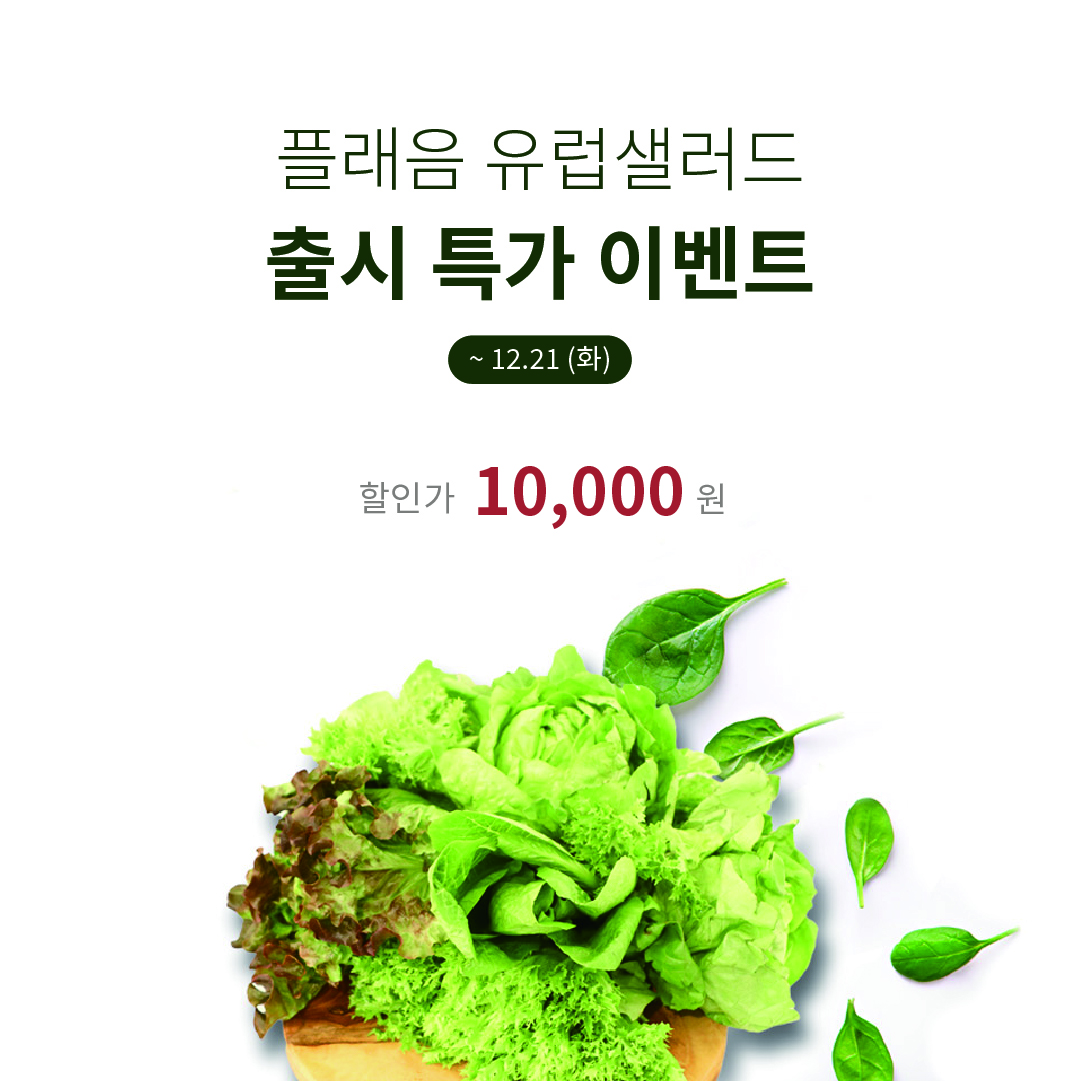 플래음 유럽샐러드
출시 특가 이벤트
~ 12.21 (화)
할인가 10,000 원